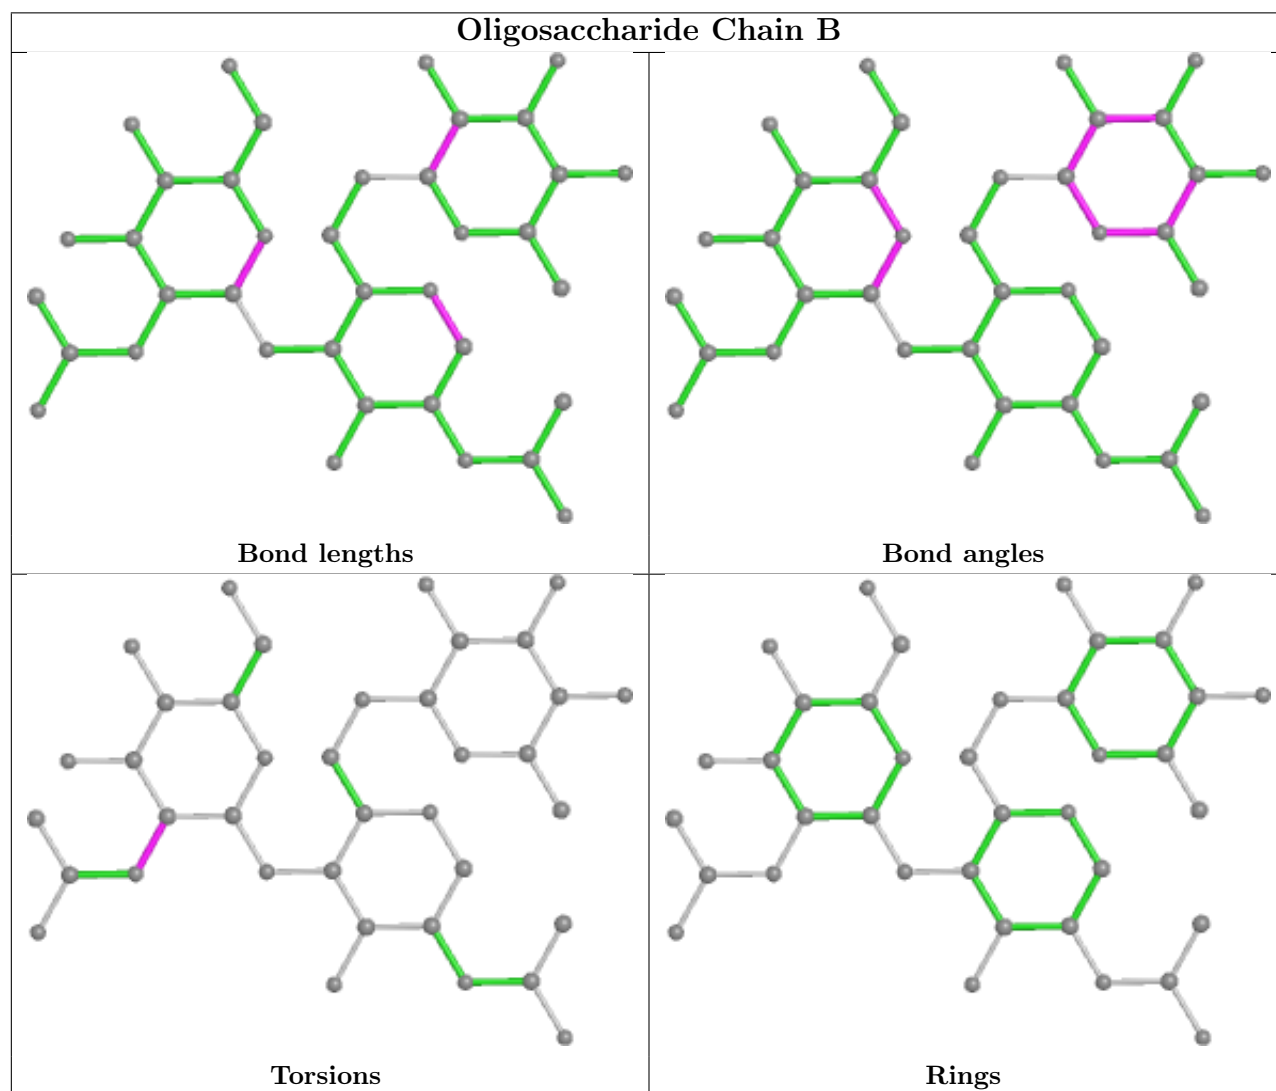 Oligosaccharide Chain B
Bond lengths
Bond angles
Torsions
Rings